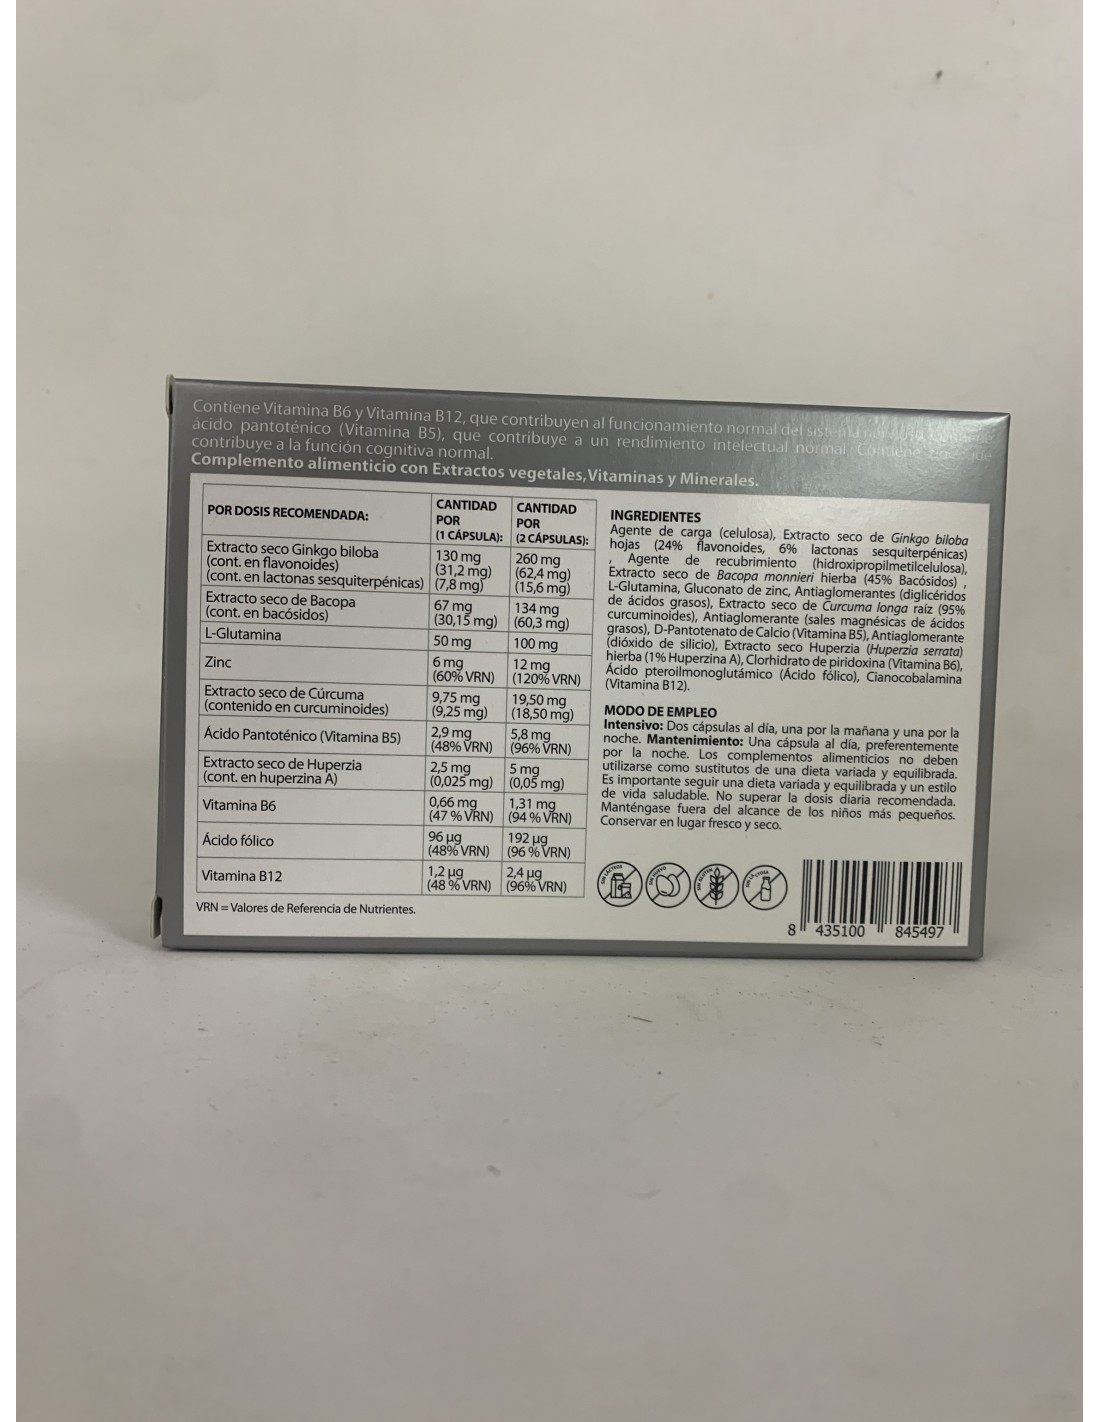 Contiene Vitamina B6 y Vitamina B12, que contribuyen al funcionamiento normal del sistema
ácido pantoténico (Vitamina B5), que contribuye a un rendimiento intelectual normal. Contiene
contribuye a la función cognitiva normal.
Complemento alimenticio con Extractos vegetales,Vitaminas y Minerales.
POR DOSIS RECOMENDADA:
CANTIDAD
POR
(1 CÁPSULA):
CANTIDAD
POR
(2 CÁPSULAS):
Extracto seco Ginkgo biloba 130 mg 260 mg
(cont. en flavonoides) (31,2 mg) (62,4 mg)
(cont. en lactonas sesquiterpénicas) (7,8 mg) (15,6 mg)
Extracto seco de Bacopa 67 mg 134 mg
(cont. en bacósidos) (30,15 mg) (60,3 mg)
L-Glutamina 50 mg 100 mg
Zinc 6 mg 12 mg
(60% VRN) (120% VRN)
Extracto seco de Cúrcuma 9,75 mg 19,50 mg
(contenido en curcuminoides) (9,25 mg) (18,50 mg)
Ácido Pantoténico (Vitamina B5) 2,9 mg 5,8 mg
(48% VRN) (96% VRN)
Extracto seco de Huperzia 2,5 mg 5 mg
(cont. en huperzina A) (0,025 mg) (0,05 mg)
Vitamina B6 0,66 mg 1,31 mg
(47 % VRN) (94 % VRN)
Ácido fólico 96 µg 192 µg
(48% VRN) (96 % VRN)
Vitamina B12 1,2 µg 2,4 µg
(48 % VRN) (96% VRN)
VRN = Valores de Referencia de Nutrientes.
INGREDIENTES
Agente de carga (celulosa), Extracto seco de Ginkgo biloba
hojas (24% flavonoides, 6% lactonas sesquiterpénicas)
, Agente de recubrimiento (hidroxipropilmetilcelulosa),
Extracto seco de Bacopa monnieri hierba (45% Bacósidos) ,
L-Glutamina, Gluconato de zinc, Antiaglomerantes (diglicéridos
de ácidos grasos), Extracto seco de Curcuma longa raíz (95%
curcuminoides), Antiaglomerante (sales magnésicas de ácidos
grasos), D-Pantotenato de Calcio (Vitamina B5), Antiaglomerante
(dióxido de silicio), Extracto seco Huperzia (Huperzia serrata)
hierba (1% Huperzina A), Clorhidrato de piridoxina (Vitamina B6),
Ácido pteroilmonoglutámico (Ácido fólico), Cianocobalamina
(Vitamina B12).
MODO DE EMPLEO
Intensivo: Dos cápsulas al día, una por la mañana y una por la
noche. Mantenimiento: Una cápsula al día, preferentemente
por la noche. Los complementos alimenticios no deben
utilizarse como sustitutos de una dieta variada y equilibrada.
Es importante seguir una dieta variada y equilibrada y un estilo
de vida saludable. No superar la dosis diaria recomendada.
Manténgase fuera del alcance de los niños más pequeños.
Conservar en lugar fresco y seco.
SIN LÁCTEOS
SIN HUEVO
SIN GLUTEN
SIN LACTOSA
8 435100 845497